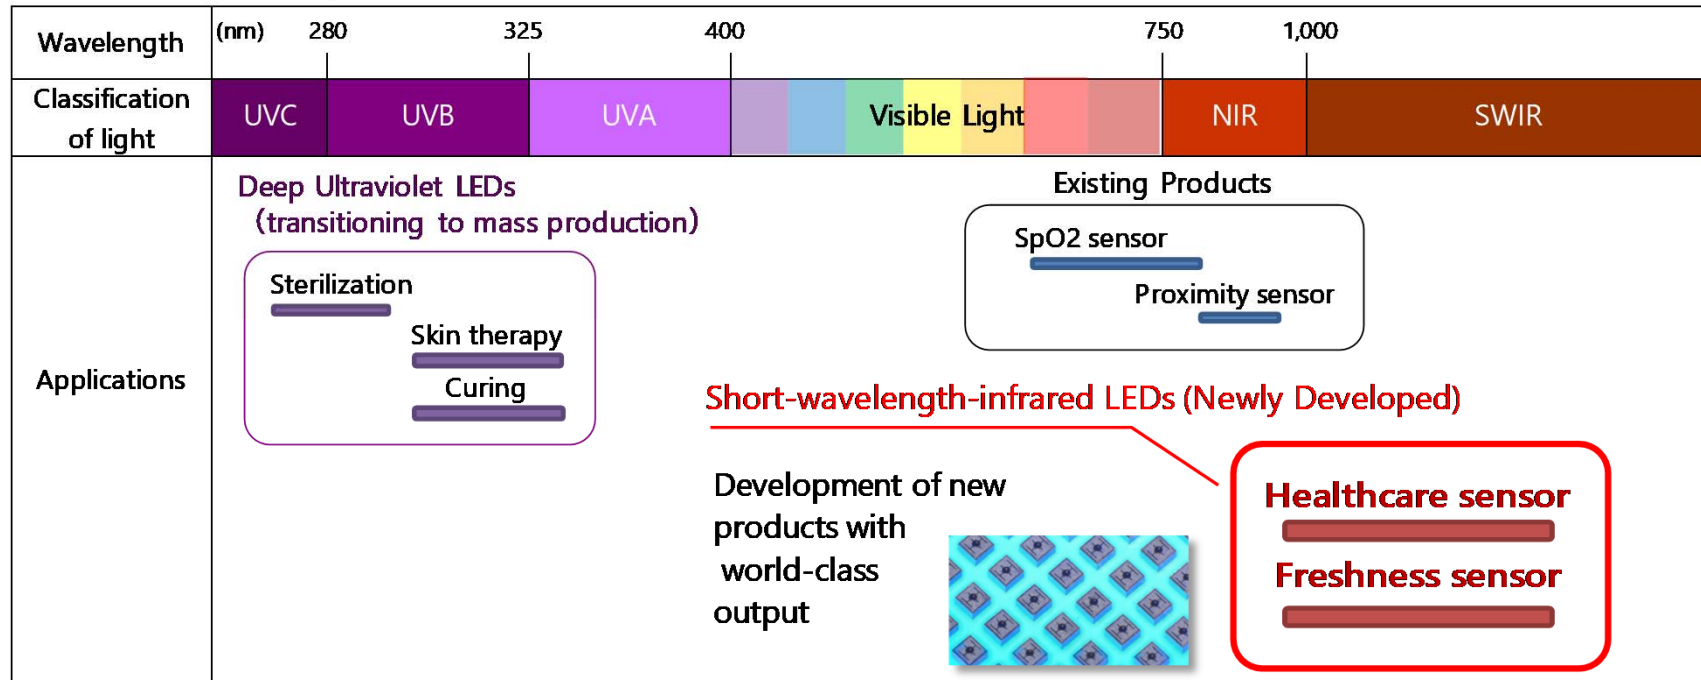 Wavelength
(nm) 280 325 400 750 1,000
Classification
of light
UVC UVB UVA Visible Light NIR SWIR
Applications
Deep Ultraviolet LEDs
(transitioning to mass production)
Sterilization
Skin therapy
Curing
Existing Products
SpO2 sensor
Proximity sensor
Short-wavelength-infrared LEDs (Newly Developed)
Development of new
products with
world-class
output
Healthcare sensor
Freshness sensor